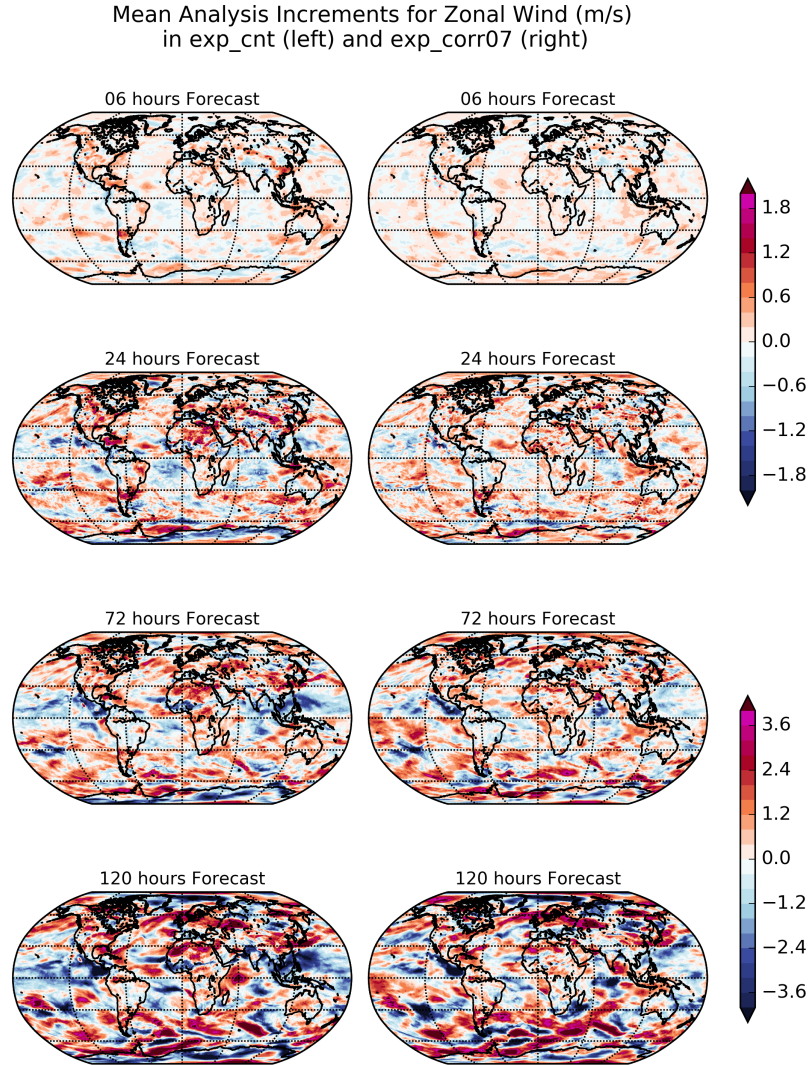 Mean Analysis Increments for Zonal Wind (m/s)
in exp_cnt (left) and exp_corr07 (right)
06 hours Forecast
06 hours Forecast
1.8
1.2
0.6
0.0
−0.6
−1.2
−1.8
24 hours Forecast
24 hours Forecast
72 hours Forecast
72 hours Forecast
3.6
2.4
1.2
0.0
−1.2
−2.4
−3.6
120 hours Forecast
120 hours Forecast